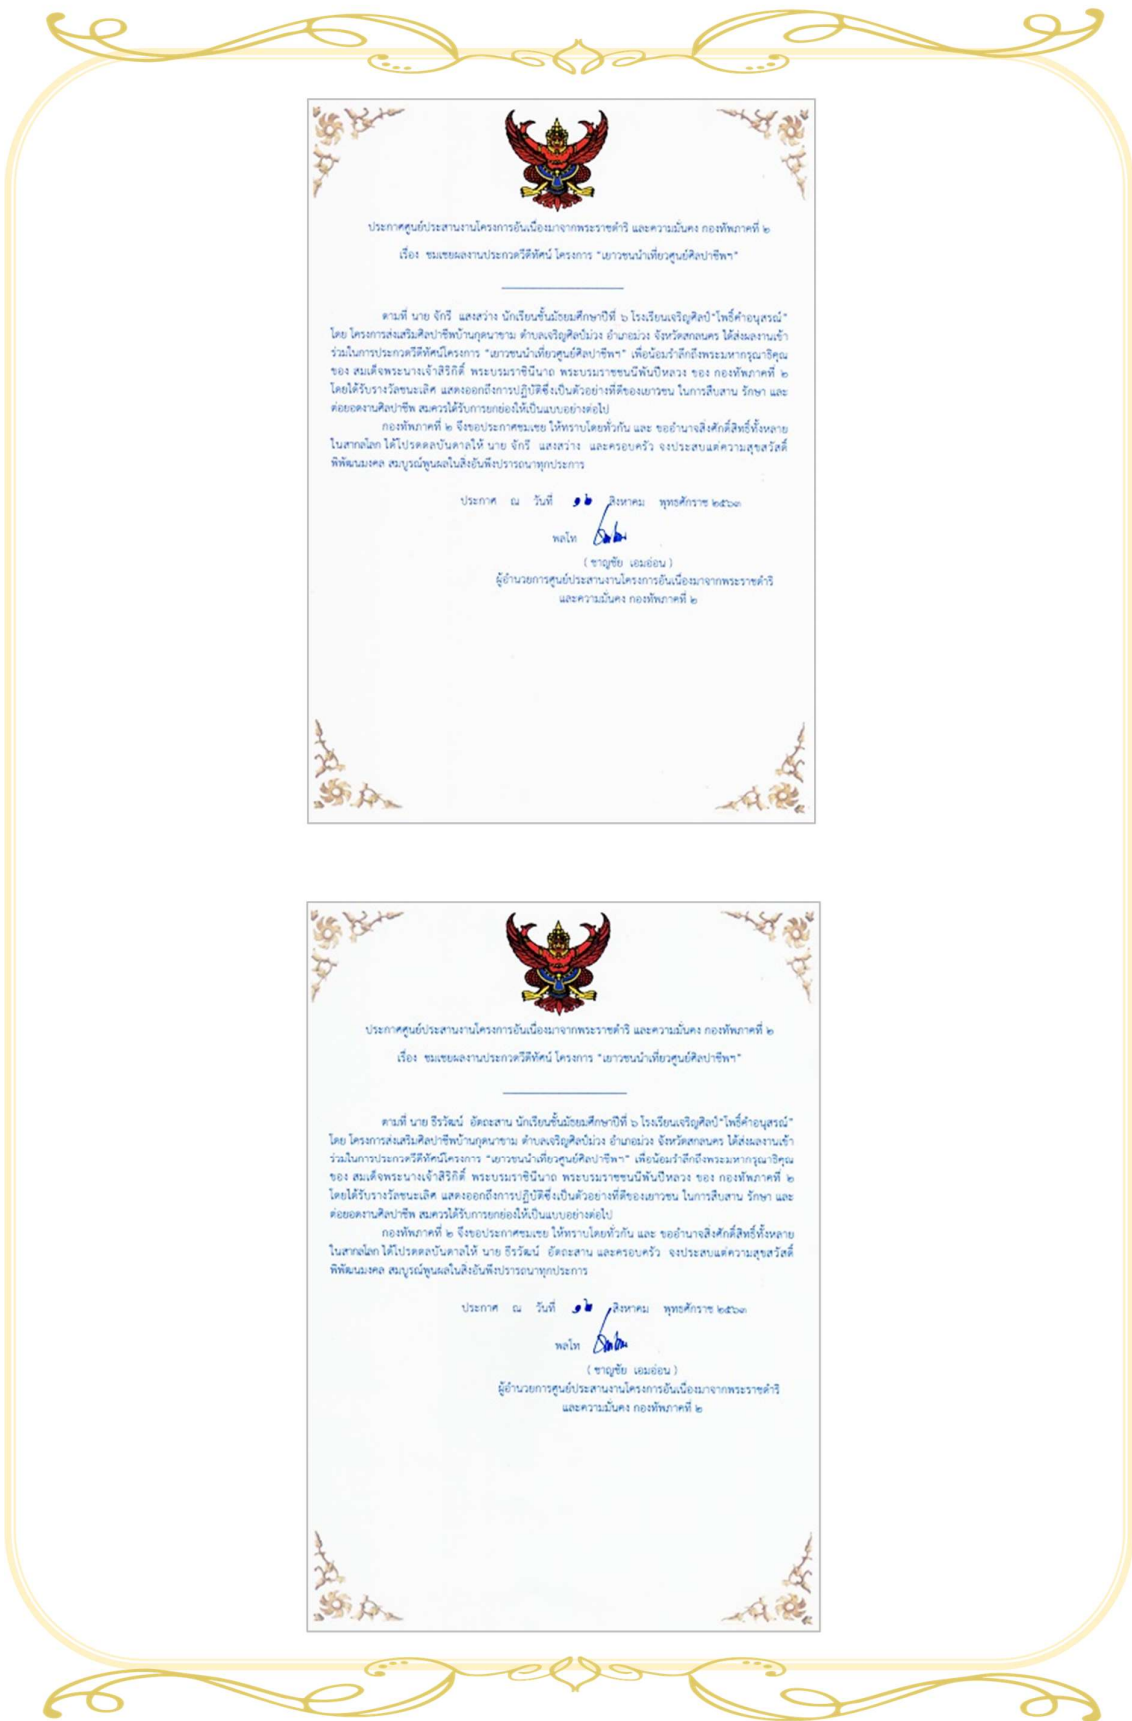 ประกาศศูนย์ประสานงานโครงการอันเนื่องมาจากพระราชดำริ และความมั่นคง กองทัพภาคที่ ๒
เรื่อง ชมเชยผลงานประกวดวีดีทัศน์ โครงการ "เยาวชนนำเที่ยวศูนย์ศิลปาชีพฯ"
ตามที่ นาย จักรี แสงสว่าง นักเรียนชั้นมัธยมศึกษาปีที่ ๖ โรงเรียนเจริญศิลป์"โพธิ์คำอนุสรณ์"
โดย โครงการส่งเสริมศิลปาชีพบ้านกุดนาขาม ตำบลเจริญศิลป์ม่วง อำเภอม่วง จังหวัดสกลนคร ได้ส่งผลงานเข้า
ร่วมในการประกวดวีดีทัศน์โครงการ "เยาวชนนำเที่ยวศูนย์ศิลปาชีพฯ" เพื่อน้อมรำลึกถึงพระมหากรุณาธิคุณ
ของ สมเด็จพระนางเจ้าสิริกิติ์ พระบรมราชินีนาถ พระบรมราชชนนีพันปีหลวง ของ กองทัพภาคที่ ๒
โดยได้รับรางวัลชนะเลิศ แสดงออกถึงการปฏิบัติซึ่งเป็นตัวอย่างที่ดีของเยาวชน ในการสืบสาน รักษา และ
ต่อยอดงานศิลปาชีพ สมควรได้รับการยกย่องให้เป็นแบบอย่างต่อไป
กองทัพภาคที่ ๒ จึงขอประกาศชมเชย ให้ทราบโดยทั่วกัน และ ขออำนาจสิ่งศักดิ์สิทธิ์ทั้งหลาย
ในสากลโลก ได้โปรดดลบันดาลให้ นาย จักรี แสงสว่าง และครอบครัว จงประสบแต่ความสุขสวัสดิ์
พิพัฒนมงคล สมบูรณ์พูนผลในสิ่งอันพึงปรารถนาทุกประการ
ประกาศ ณ วันที่ ๑๒ สิงหาคม พุทธศักราช ๒๕๖๓
พลโท
( ชาญชัย เอมอ่อน )
ผู้อำนวยการศูนย์ประสานงานโครงการอันเนื่องมาจากพระราชดำริ
และความมั่นคง กองทัพภาคที่ ๒
ประกาศศูนย์ประสานงานโครงการอันเนื่องมาจากพระราชดำริ และความมั่นคง กองทัพภาคที่ ๒
เรื่อง ชมเชยผลงานประกวดวีดีทัศน์ โครงการ "เยาวชนนำเที่ยวศูนย์ศิลปาชีพฯ"
ตามที่ นาย ธีรวัฒน์ อัตถะสาน นักเรียนชั้นมัธยมศึกษาปีที่ ๖ โรงเรียนเจริญศิลป์"โพธิ์คำอนุสรณ์"
โดย โครงการส่งเสริมศิลปาชีพบ้านกุดนาขาม ตำบลเจริญศิลป์ม่วง อำเภอม่วง จังหวัดสกลนคร ได้ส่งผลงานเข้า
ร่วมในการประกวดวีดีทัศน์โครงการ "เยาวชนนำเที่ยวศูนย์ศิลปาชีพฯ" เพื่อน้อมรำลึกถึงพระมหากรุณาธิคุณ
ของ สมเด็จพระนางเจ้าสิริกิติ์ พระบรมราชินีนาถ พระบรมราชชนนีพันปีหลวง ของ กองทัพภาคที่ ๒
โดยได้รับรางวัลชนะเลิศ แสดงออกถึงการปฏิบัติซึ่งเป็นตัวอย่างที่ดีของเยาวชน ในการสืบสาน รักษา และ
ต่อยอดงานศิลปาชีพ สมควรได้รับการยกย่องให้เป็นแบบอย่างต่อไป
กองทัพภาคที่ ๒ จึงขอประกาศชมเชย ให้ทราบโดยทั่วกัน และ ขออำนาจสิ่งศักดิ์สิทธิ์ทั้งหลาย
ในสากลโลก ได้โปรดดลบันดาลให้ นาย ธีรวัฒน์ อัตถะสาน และครอบครัว จงประสบแต่ความสุขสวัสดิ์
พิพัฒนมงคล สมบูรณ์พูนผลในสิ่งอันพึงปรารถนาทุกประการ
ประกาศ ณ วันที่ ๑๒ สิงหาคม พุทธศักราช ๒๕๖๓
พลโท
( ชาญชัย เอมอ่อน )
ผู้อำนวยการศูนย์ประสานงานโครงการอันเนื่องมาจากพระราชดำริ
และความมั่นคง กองทัพภาคที่ ๒